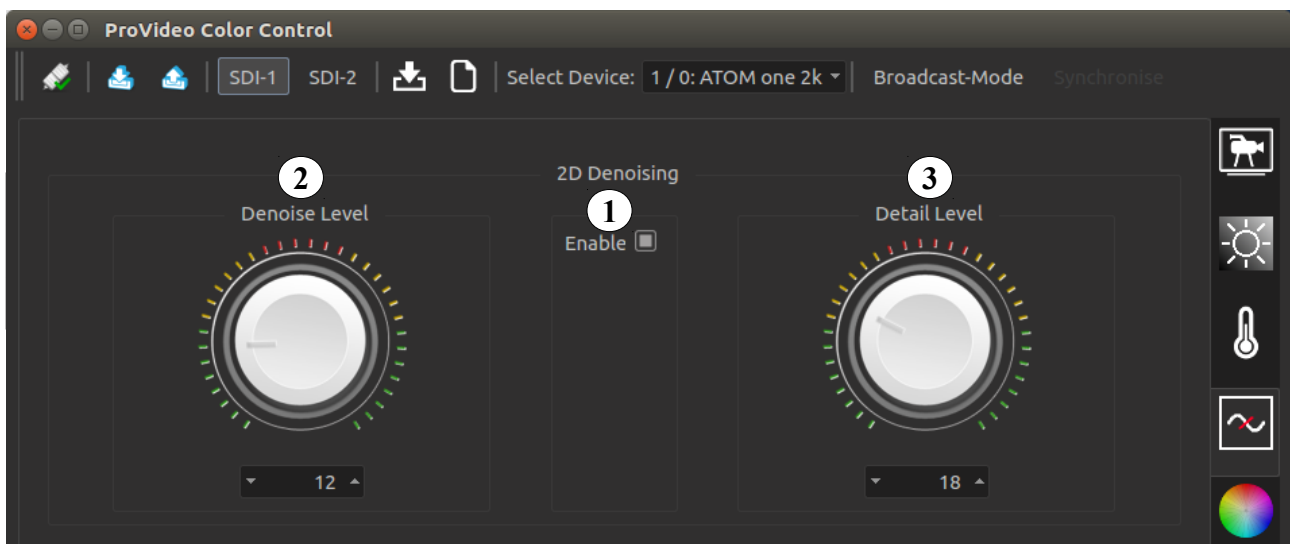 ProVideo Color Control
SDI-1 SDI-2 Select Device: 1 / 0: ATOM one 2k Broadcast-Mode Synchronise
2D Denoising
2 1 3
Denoise Level Detail Level
Enable
12 18